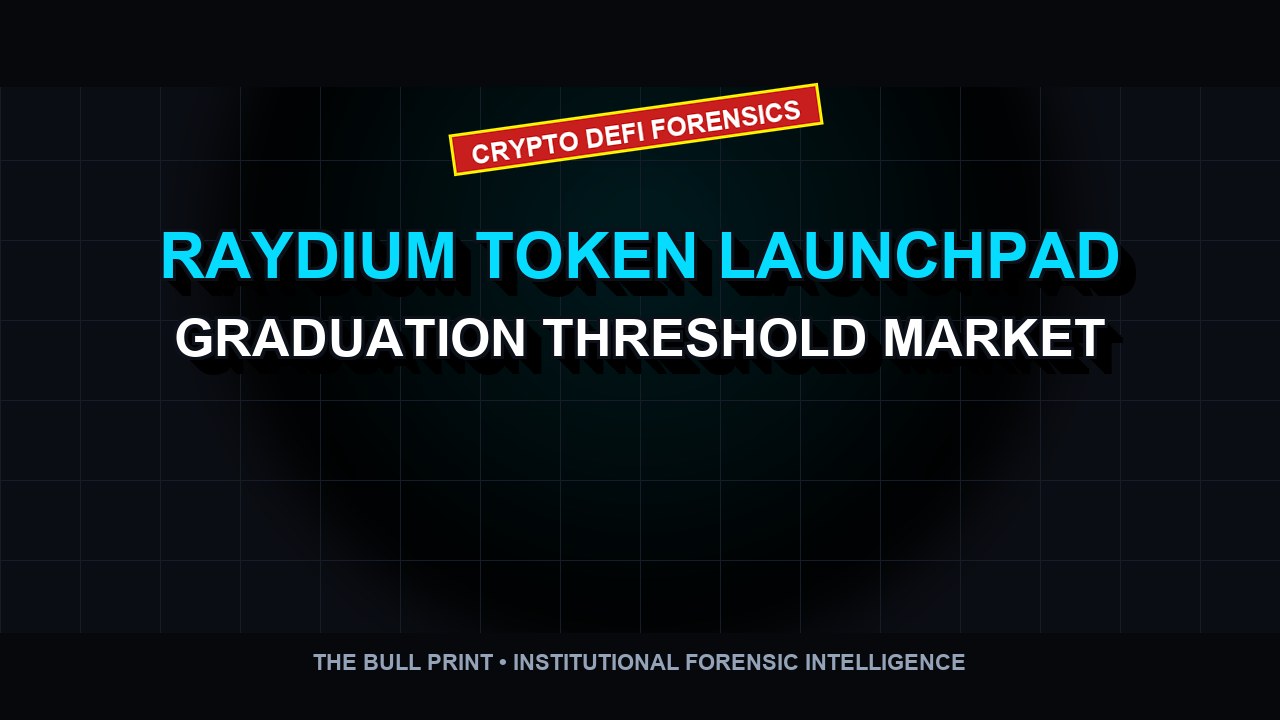 CRYPTO DEFI FORENSICS
RAYDIUM TOKEN LAUNCHPAD
GRADUATION THRESHOLD MARKET
THE BULL PRINT • INSTITUTIONAL FORENSIC INTELLIGENCE